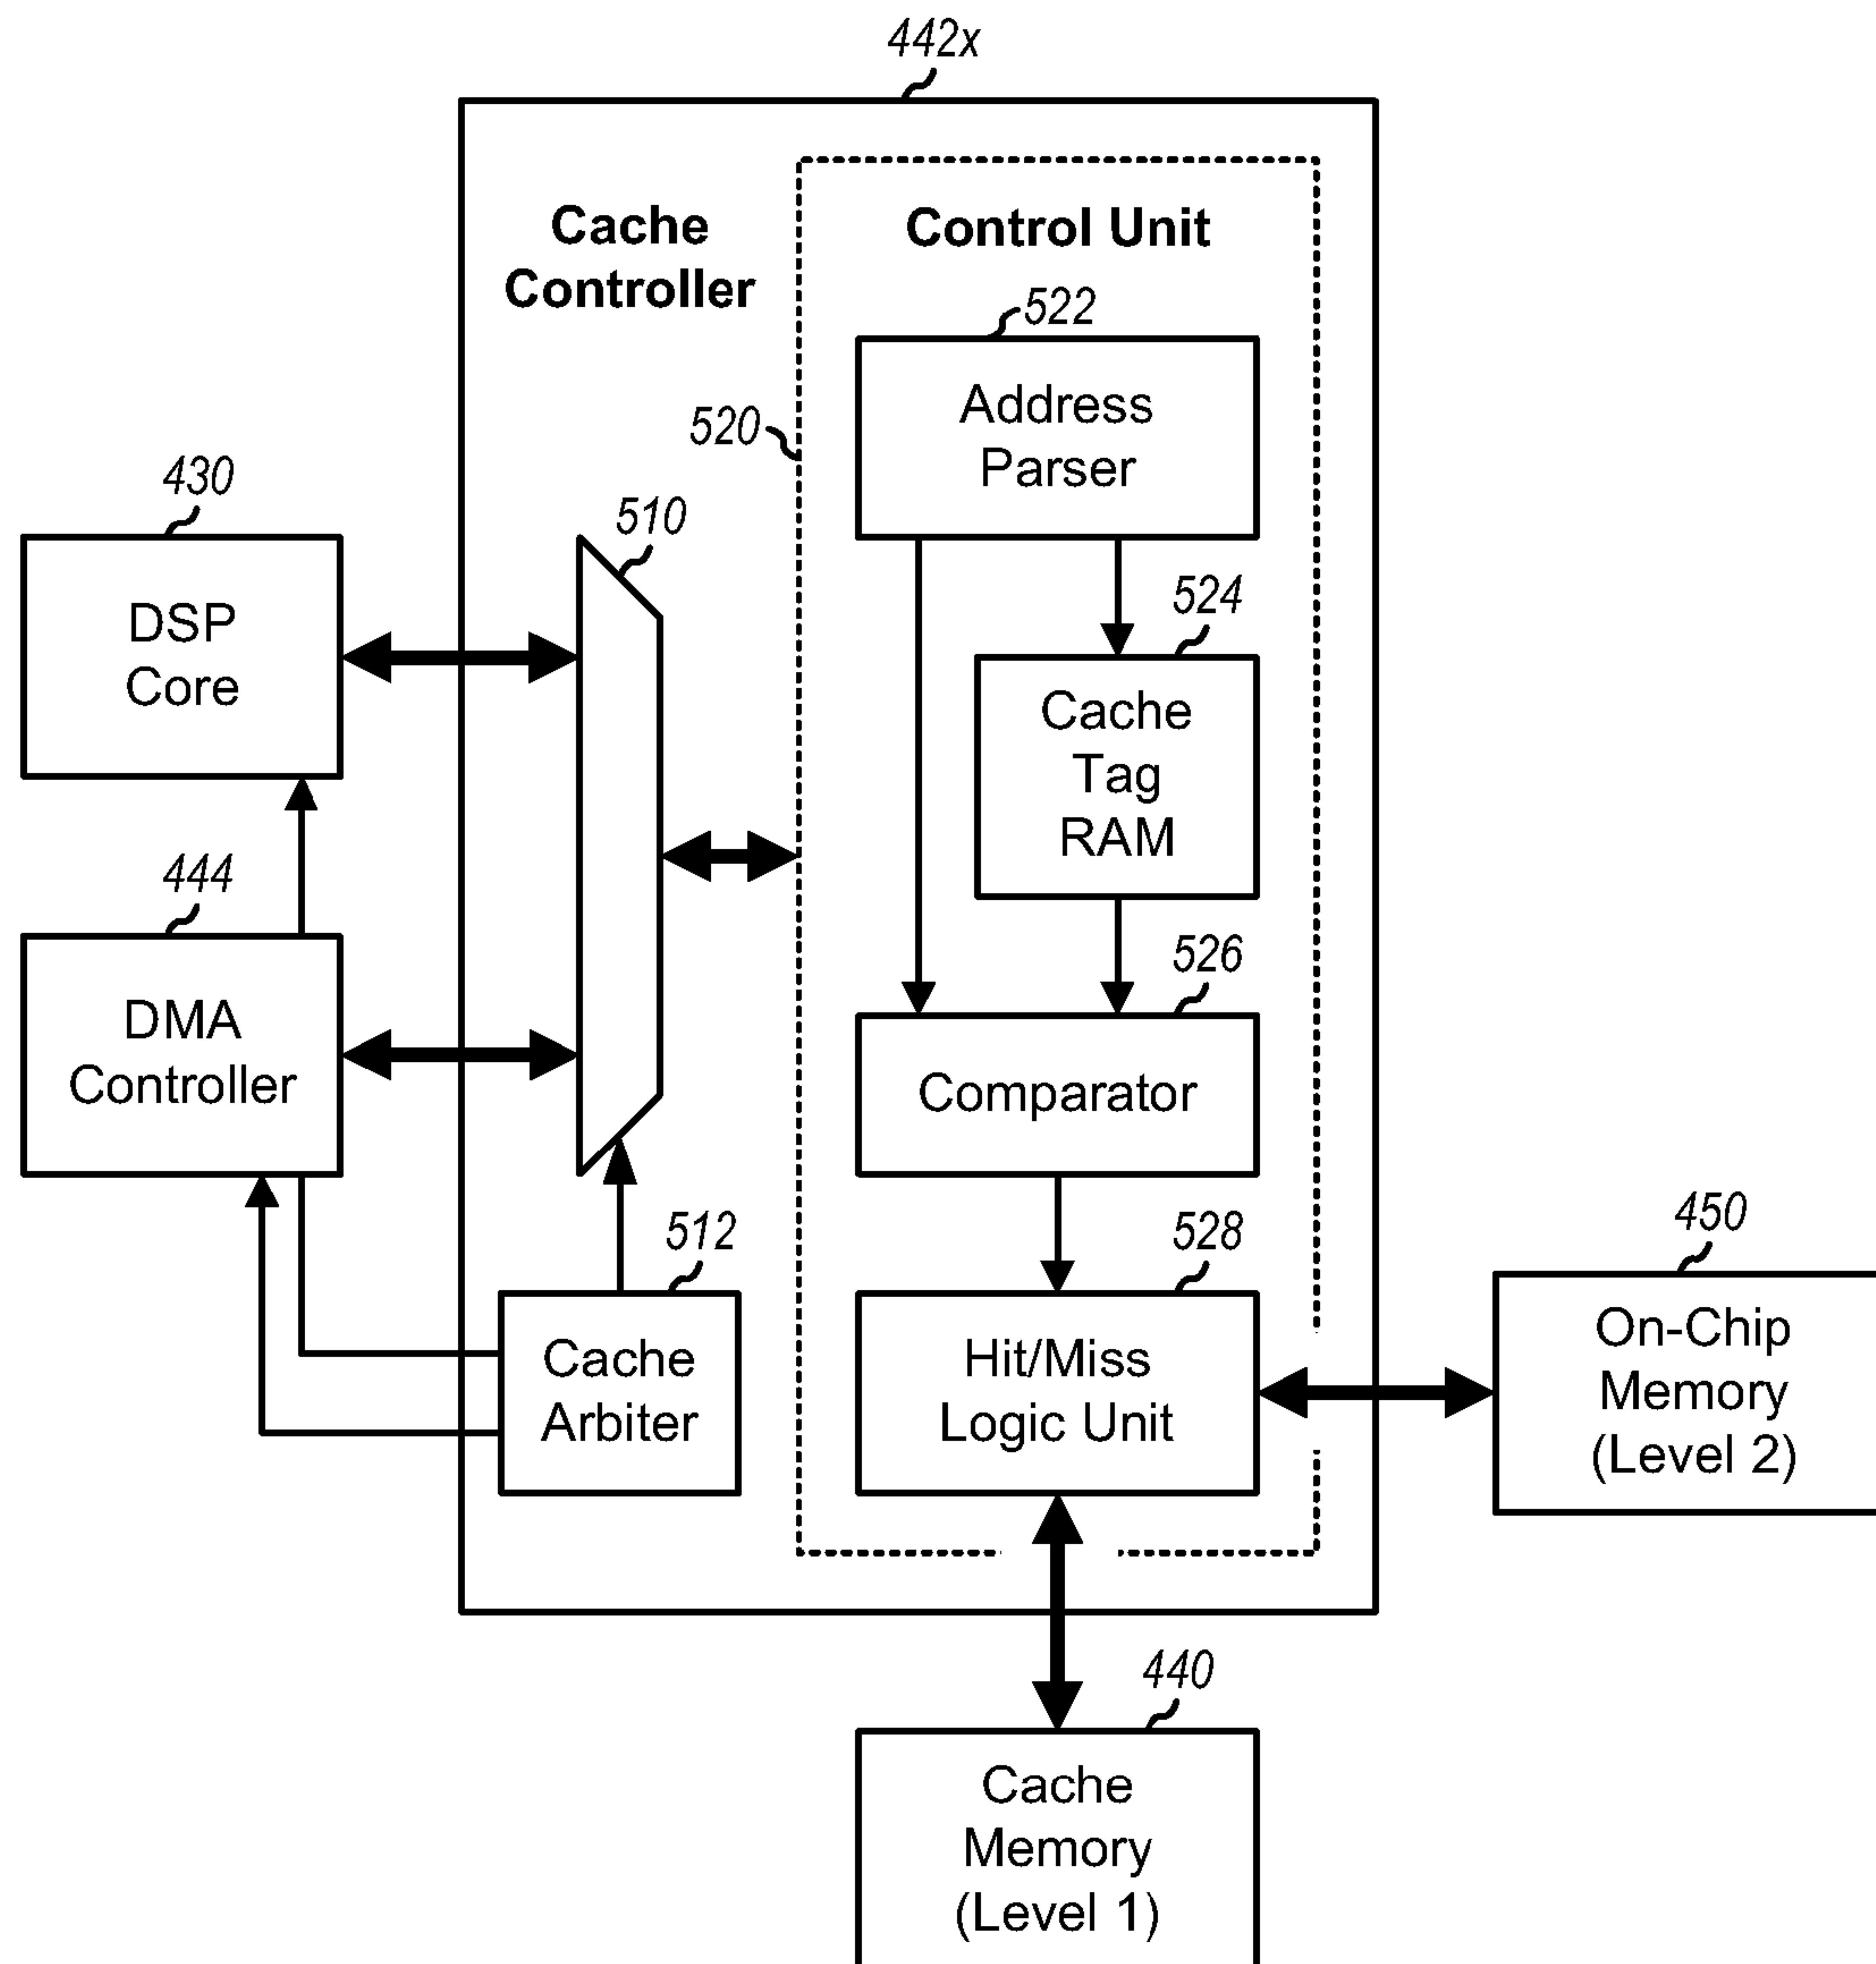 442x
Cache
Controller
Control Unit
522
Address
Parser
520
430
DSP
Core
510
524
Cache
Tag
RAM
444
DMA
Controller
526
Comparator
512
Cache
Arbiter
528
Hit/Miss
Logic Unit
450
On-Chip
Memory
(Level 2)
440
Cache
Memory
(Level 1)